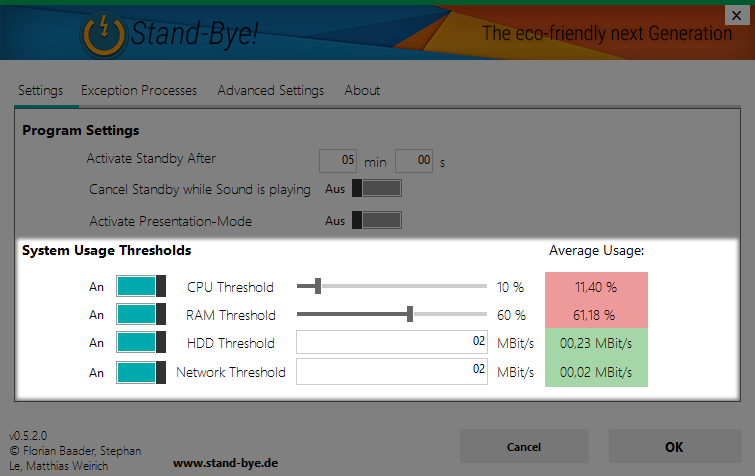 Stand-Bye!
The eco-friendly next Generation
Settings Exception Processes Advanced Settings About
Program Settings
Activate Standby After 05 min 00 s
Cancel Standby while Sound is playing Aus
Activate Presentation-Mode Aus
System Usage Thresholds Average Usage:
An CPU Threshold 10 % 11,40 %
An RAM Threshold 60 % 61,18 %
An HDD Threshold 02 MBit/s 00,23 MBit/s
An Network Threshold 02 MBit/s 00,02 MBit/s
v0.5.2.0
© Florian Baader, Stephan
Le, Matthias Weirich
www.stand-bye.de
Cancel
OK